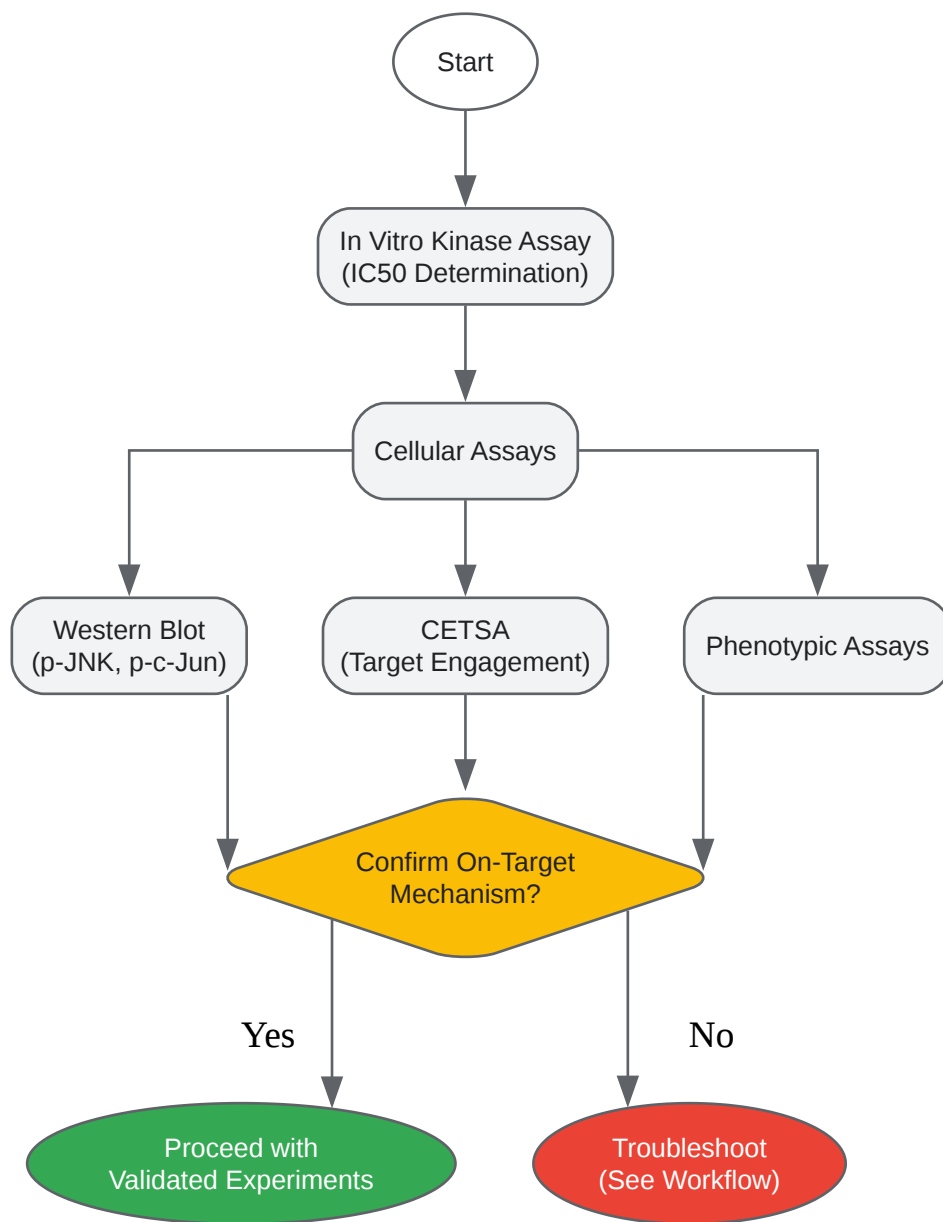 Start
In Vitro Kinase Assay
(IC50 Determination)
Cellular Assays
Western Blot
(p-JNK, p-c-Jun)
CETSA
(Target Engagement)
Phenotypic Assays
Confirm On-Target
Mechanism?
Yes
No
Proceed with
Validated Experiments
Troubleshoot
(See Workflow)